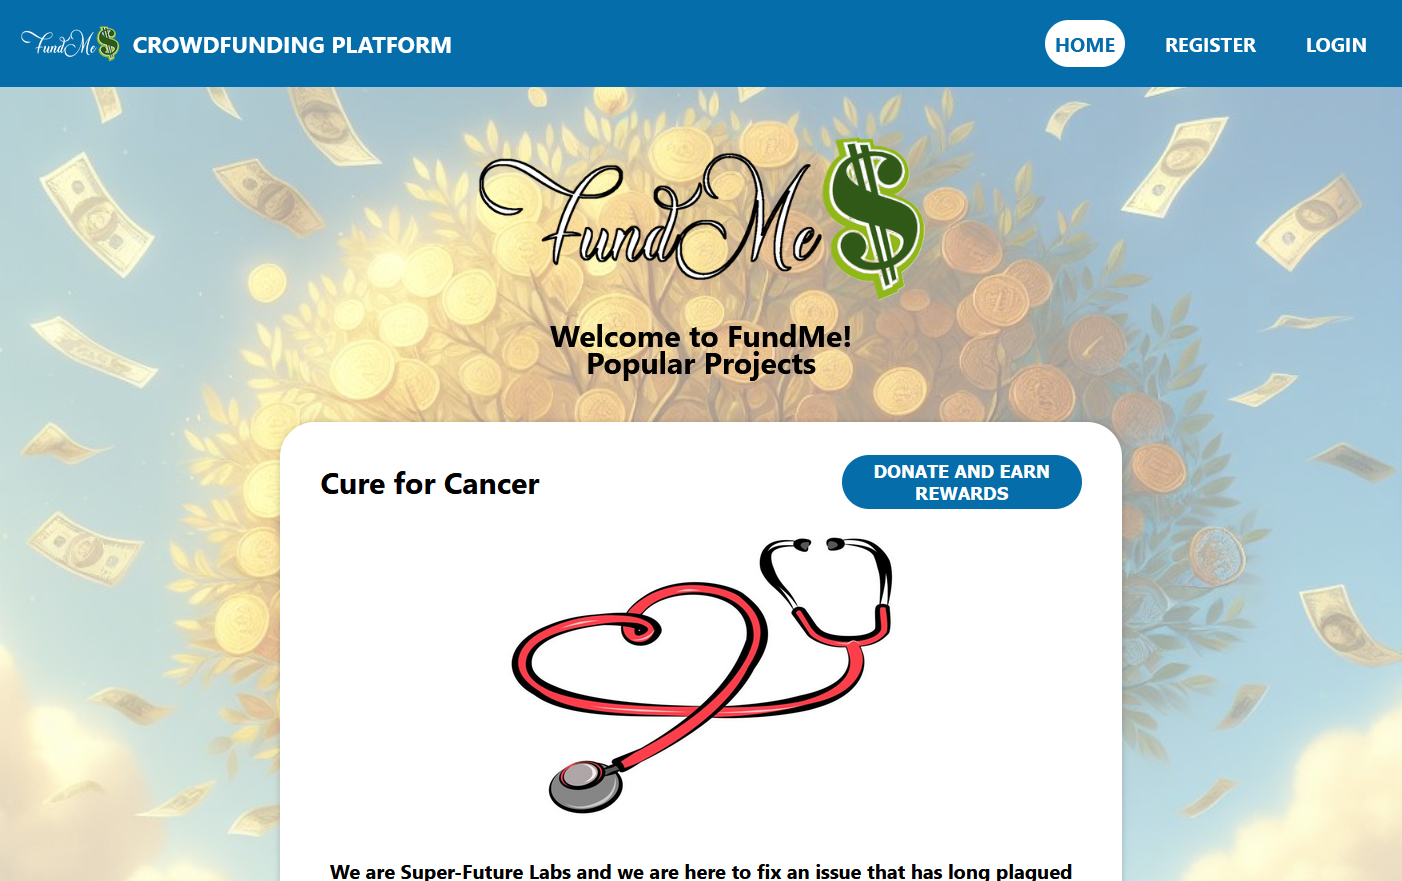 FundMe$ CROWDFUNDING PLATFORM
HOME
REGISTER
LOGIN
FundMe$
Welcome to FundMe!
Popular Projects
Cure for Cancer
DONATE AND EARN
REWARDS
We are Super-Future Labs and we are here to fix an issue that has long plagued